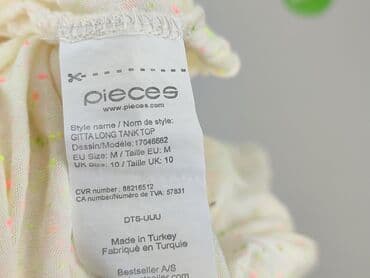 pieces
www.pieces.com
Style name / Nom de style:
GITTA LONG TANK TOP
Dessin/Modèle: 17046662
EU Size: M / Taille EU: M
UK Size: 10 / Taille UK: 10
CVR number : 88216512
CA number/Numéro de TVA: 57831
DTS-UUU
Made in Turkey
Fabriqué en Turquie
Bestseller A/S